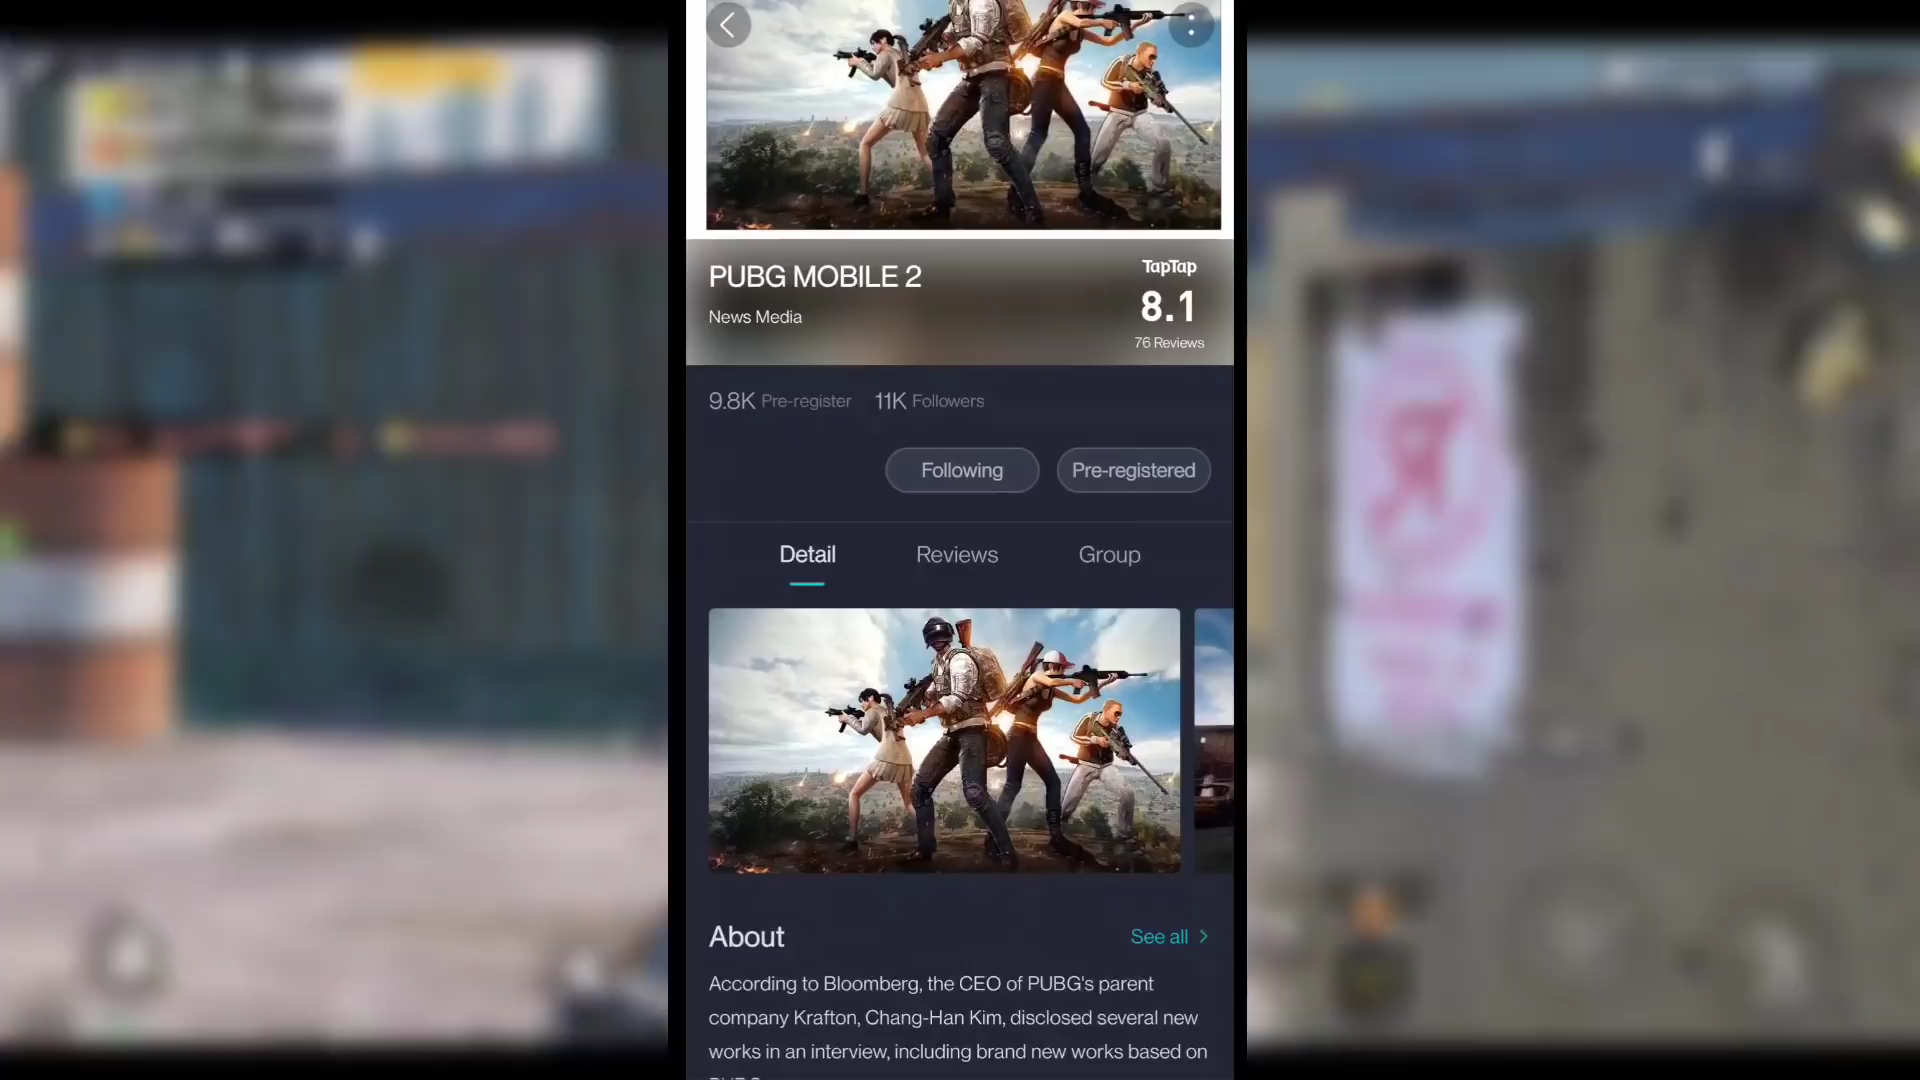 PUBG MOBILE 2
News Media
TapTap
8.1
76 Reviews
9.8K Pre-register 11K Followers
Following Pre-registered
Detail Reviews Group
About See all
According to Bloomberg, the CEO of PUBG's parent
company Krafton, Chang-Han Kim, disclosed several new
works in an interview, including brand new works based on